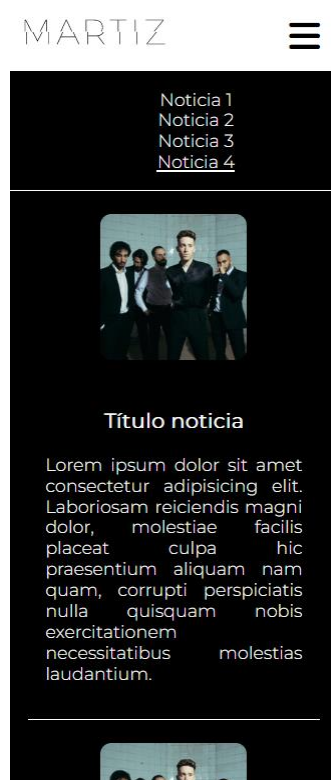 MARTIZ
Noticia 1
Noticia 2
Noticia 3
Noticia 4
Título noticia
Lorem ipsum dolor sit amet
consectetur adipisicing elit.
Laboriosam reiciendis magni
dolor, molestiae facilis
placeat culpa hic
praesentium aliquam nam
quam, corrupti perspiciatis
nulla quisquam nobis
exercitationem
necessitatibus molestias
laudantium.